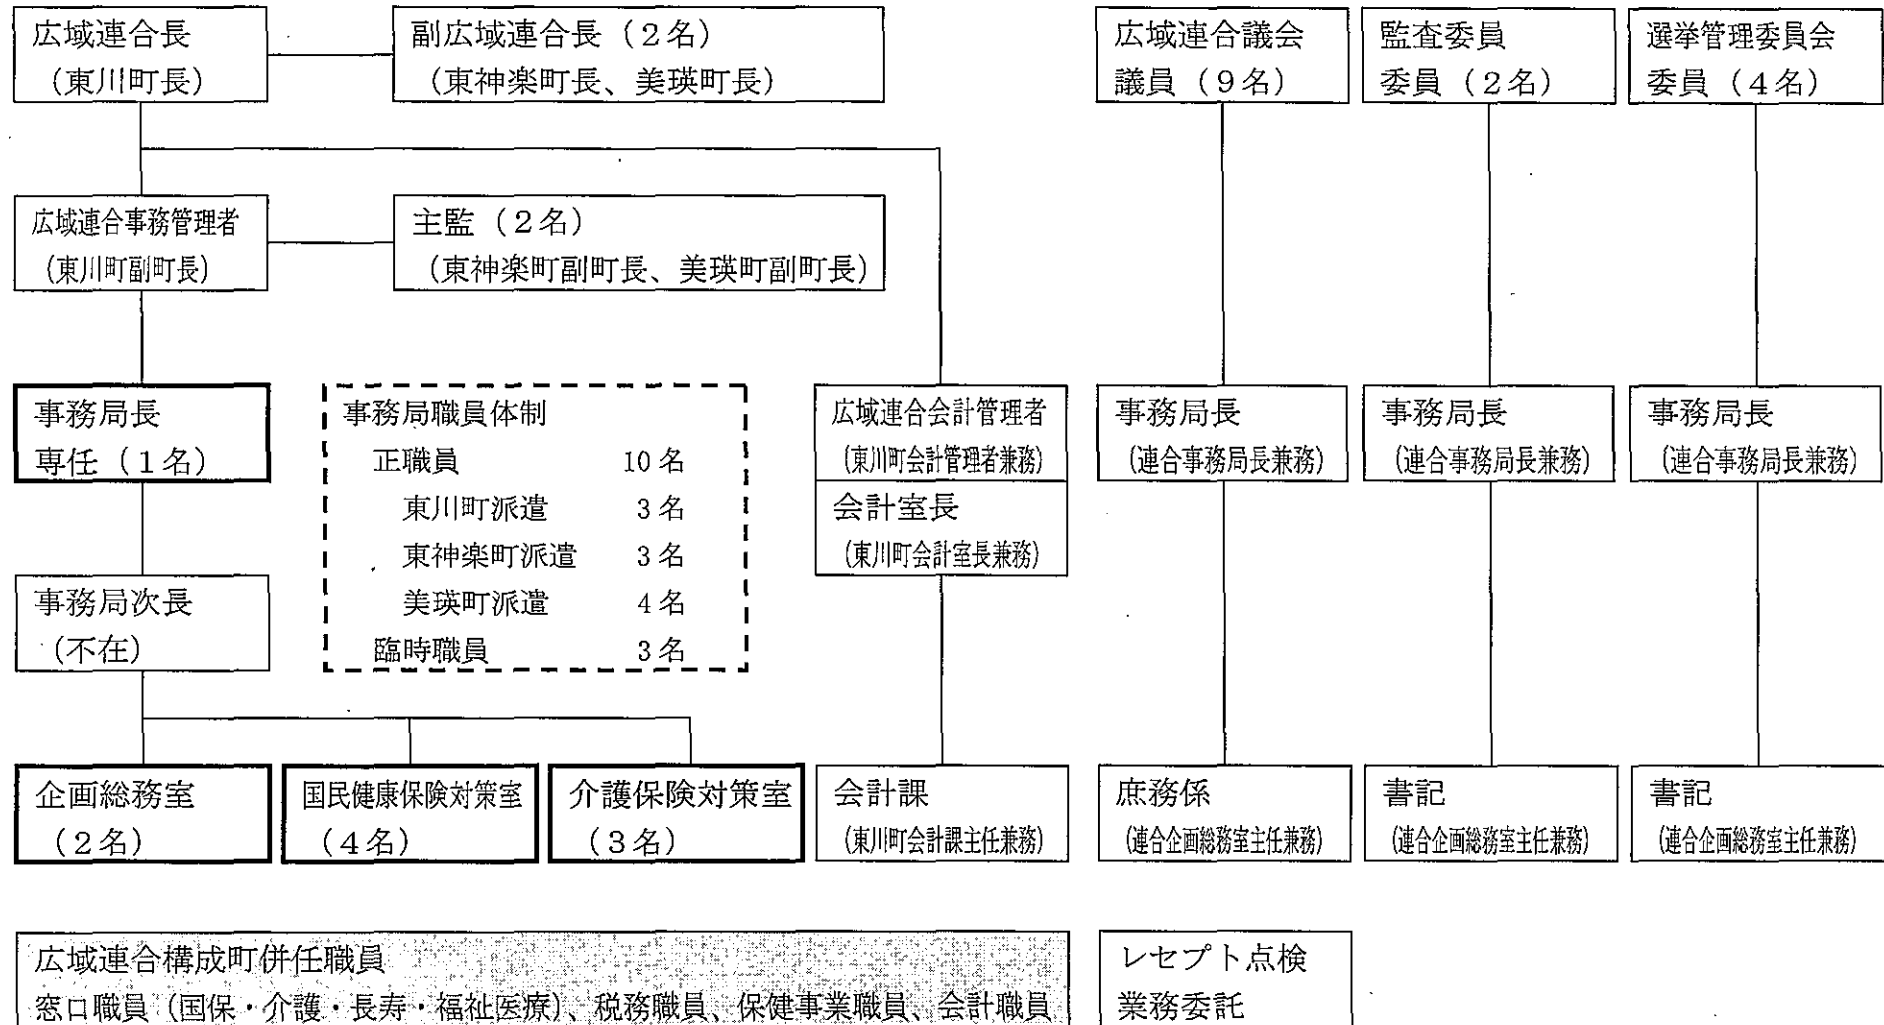 広域連合長
（東川町長）
副広域連合長（２名）
（東神楽町長、美瑛町長）
広域連合議会
議員（９名）
監査委員
委員（２名）
選挙管理委員会
委員（４名）
広域連合事務管理者
（東川町副町長）
主監（２名）
（東神楽町副町長、美瑛町副町長）
事務局長
専任（１名）
事務局職員体制
正職員 10名
東川町派遣 3名
東神楽町派遣 3名
美瑛町派遣 4名
臨時職員 3名
広域連合会計管理者
（東川町会計管理者兼務）
会計室長
（東川町会計室長兼務）
事務局長
（連合事務局長兼務）
事務局長
（連合事務局長兼務）
事務局長
（連合事務局長兼務）
事務局次長
（不在）
企画総務室
（２名）
国民健康保険対策室
（４名）
介護保険対策室
（３名）
会計課
（東川町会計課主任兼務）
庶務係
（連合企画総務室主任兼務）
書記
（連合企画総務室主任兼務）
書記
（連合企画総務室主任兼務）
広域連合構成町併任職員
窓口職員（国保・介護・長寿・福祉医療）、税務職員、保健事業職員、会計職員
レセプト点検
業務委託